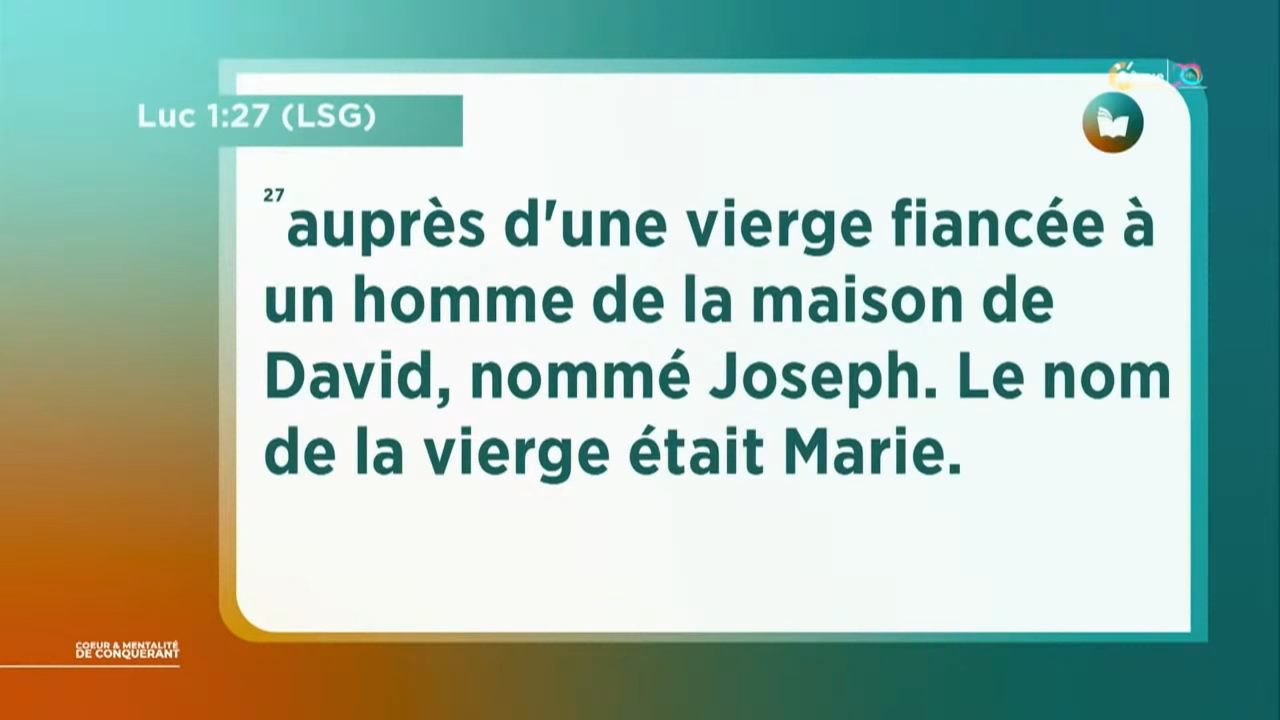 Luc 1:27 (LSG)
27 auprès d'une vierge fiancée à
un homme de la maison de
David, nommé Joseph. Le nom
de la vierge était Marie.
COEUR & MENTALITÉ
DE CONQUERANT